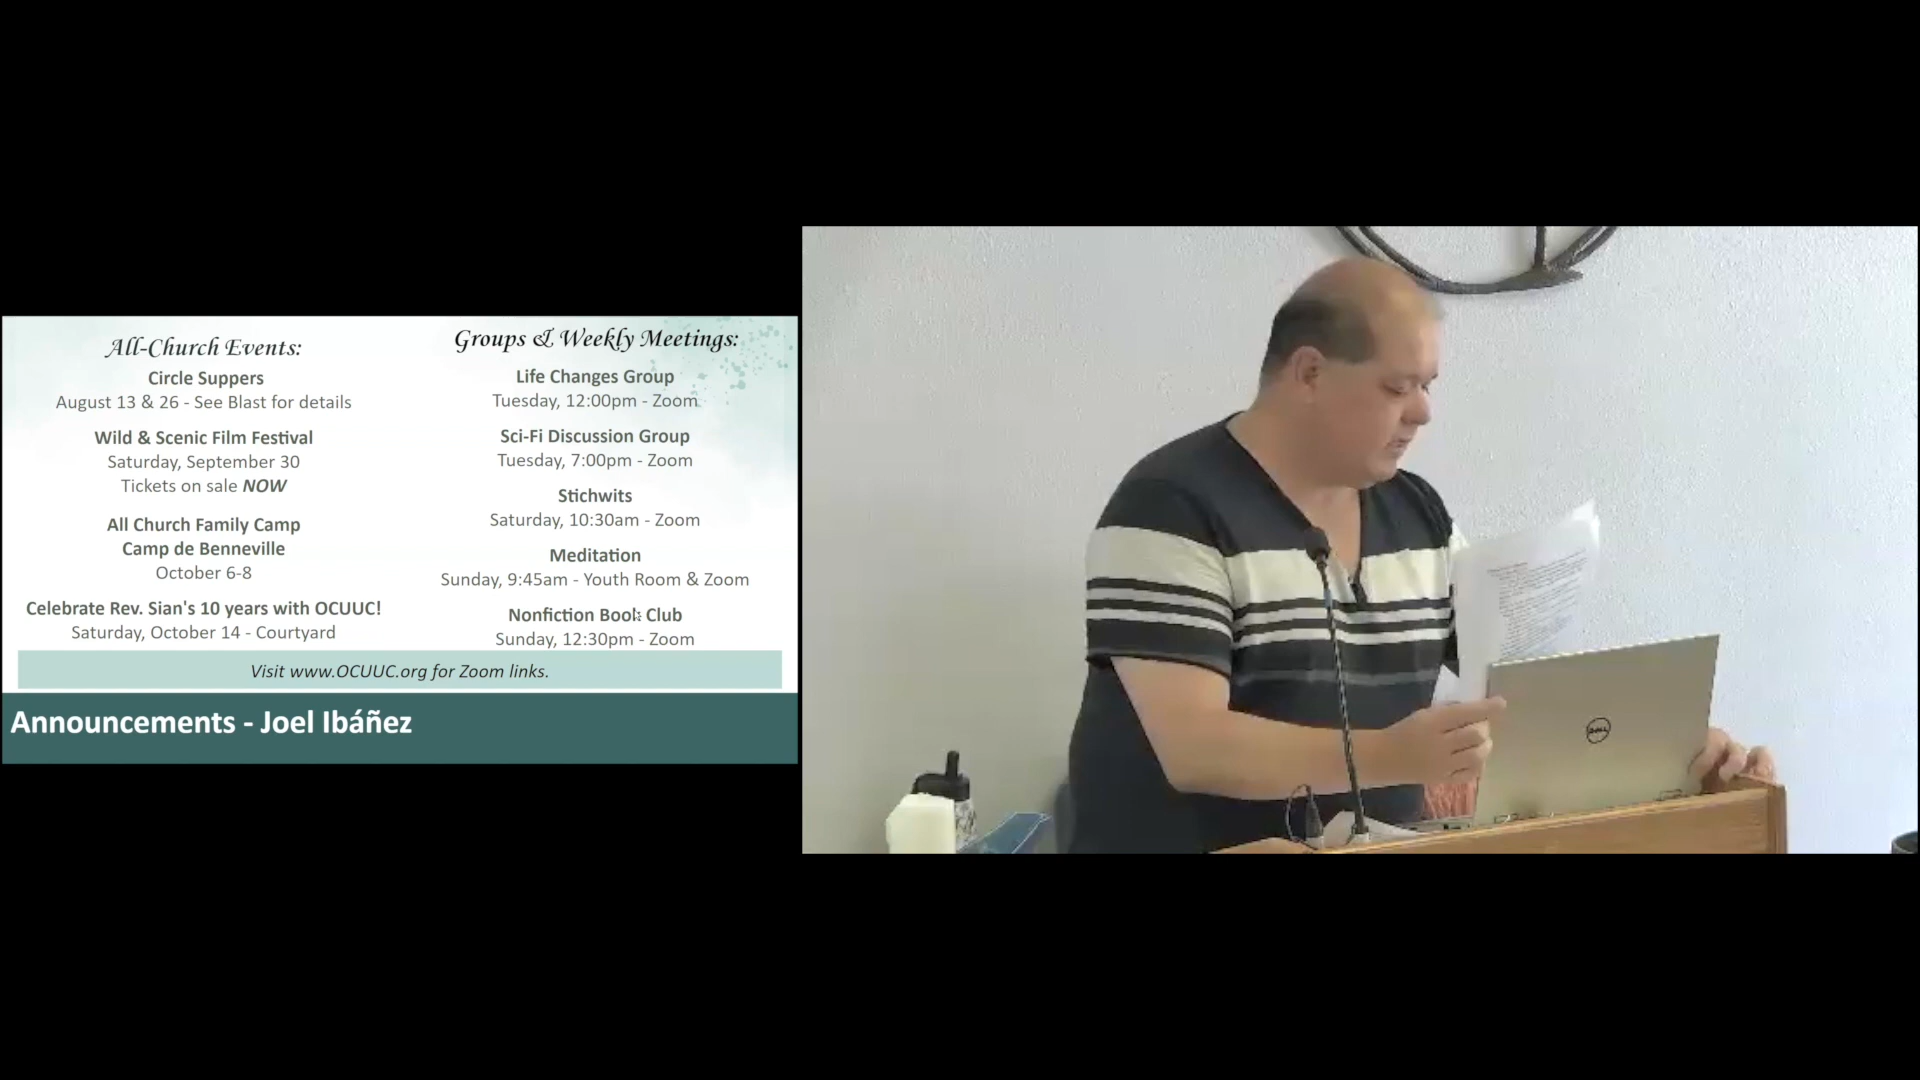 All-Church Events:
Circle Suppers
August 13 & 26 - See Blast for details
Wild & Scenic Film Festival
Saturday, September 30
Tickets on sale NOW
All Church Family Camp
Camp de Benneville
October 6-8
Celebrate Rev. Sian's 10 years with OCUUC!
Saturday, October 14 - Courtyard
Groups & Weekly Meetings:
Life Changes Group
Tuesday, 12:00pm - Zoom
Sci-Fi Discussion Group
Tuesday, 7:00pm - Zoom
Stichwits
Saturday, 10:30am - Zoom
Meditation
Sunday, 9:45am - Youth Room & Zoom
Nonfiction Book Club
Sunday, 12:30pm - Zoom
Visit www.OCUUC.org for Zoom links.
Announcements - Joel Ibáñez
DELL